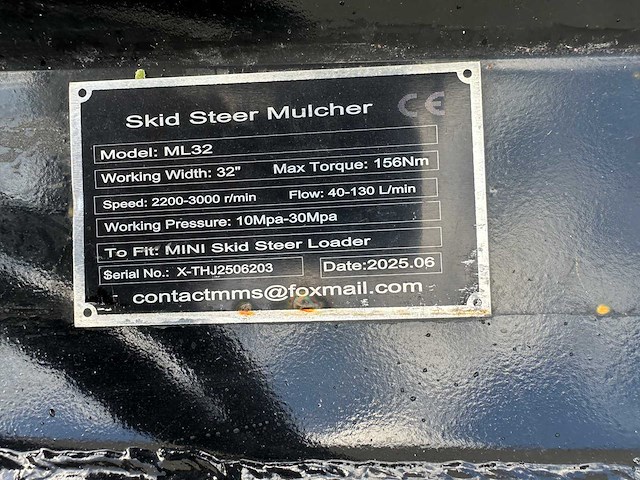 Skid Steer Mulcher CE
Model: ML32
Working Width: 32" Max Torque: 156Nm
Speed: 2200-3000 r/min Flow: 40-130 L/min
Working Pressure: 10Mpa-30Mpa
To Fit: MINI Skid Steer Loader
Serial No.: X-THJ2506203 Date:2025.06
contactmms@foxmail.com